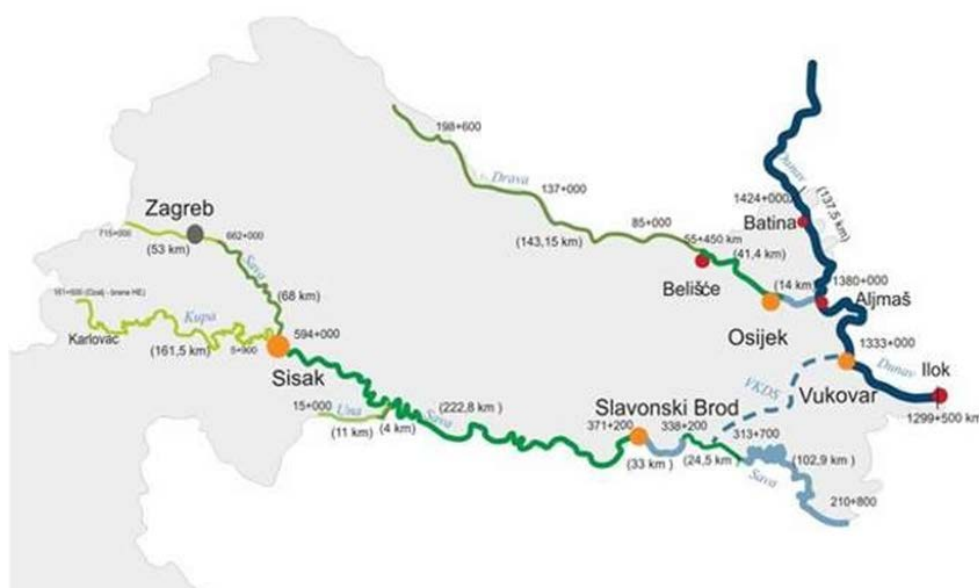 198+600
Drava
137+000
Dunav
1424+000
(137,5 km)
Zagreb
85+000
Batina
715+000
(53 km)
662+000
(143,15 km)
55+450 km
(41,4 km)
Sava
Belišće
(14 km)
1380+000
Aljmaš
(68 km)
Kupa
Karlovac
(161,5 km)
5+900
594+000
Osijek
1333+000
Sisak
VKDS
Dunav
Ilok
Vukovar
1299+500 km
15+000
Una
(11 km)
(4 km)
Sava
(222,8 km )
Slavonski Brod
371+200
338+200
313+700
(33 km )
(24,5 km )
(102,9 km )
Sava
210+800